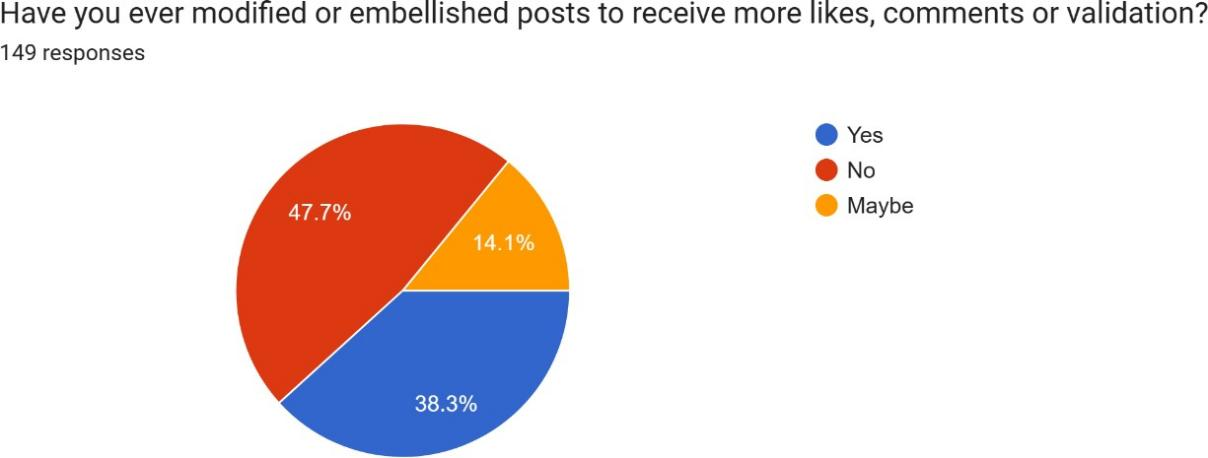 Have you ever modified or embellished posts to receive more likes, comments or validation?
149 responses
47.7%
14.1%
38.3%
Yes
No
Maybe